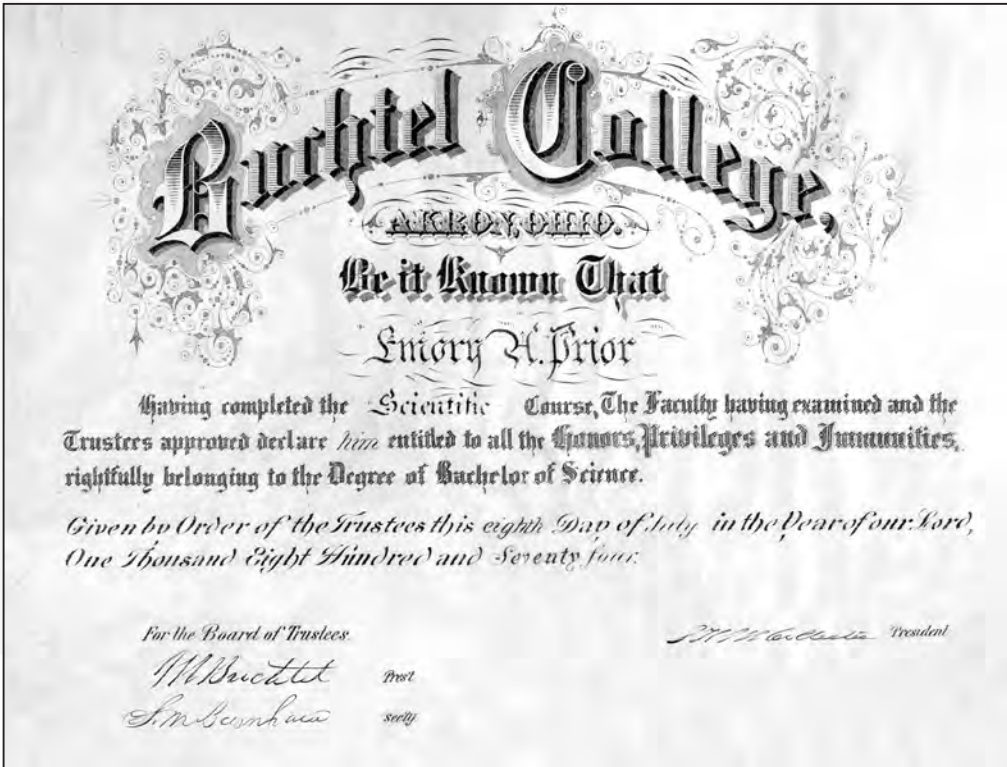 Buchtel College,
AKRON, OHIO.
Be it Known That
Emory A. Prior
Having completed the Scientific Course, The Faculty having examined and the
Trustees approved declare him entitled to all the Honors, Privileges and Immunities,
rightfully belonging to the Degree of Bachelor of Science.
Given by Order of the Trustees this eighth Day of July in the Year of our Lord,
One Thousand Eight Hundred and Seventy four.
For the Board of Trustees.
President
Prest.
S. M. Burnham secty.